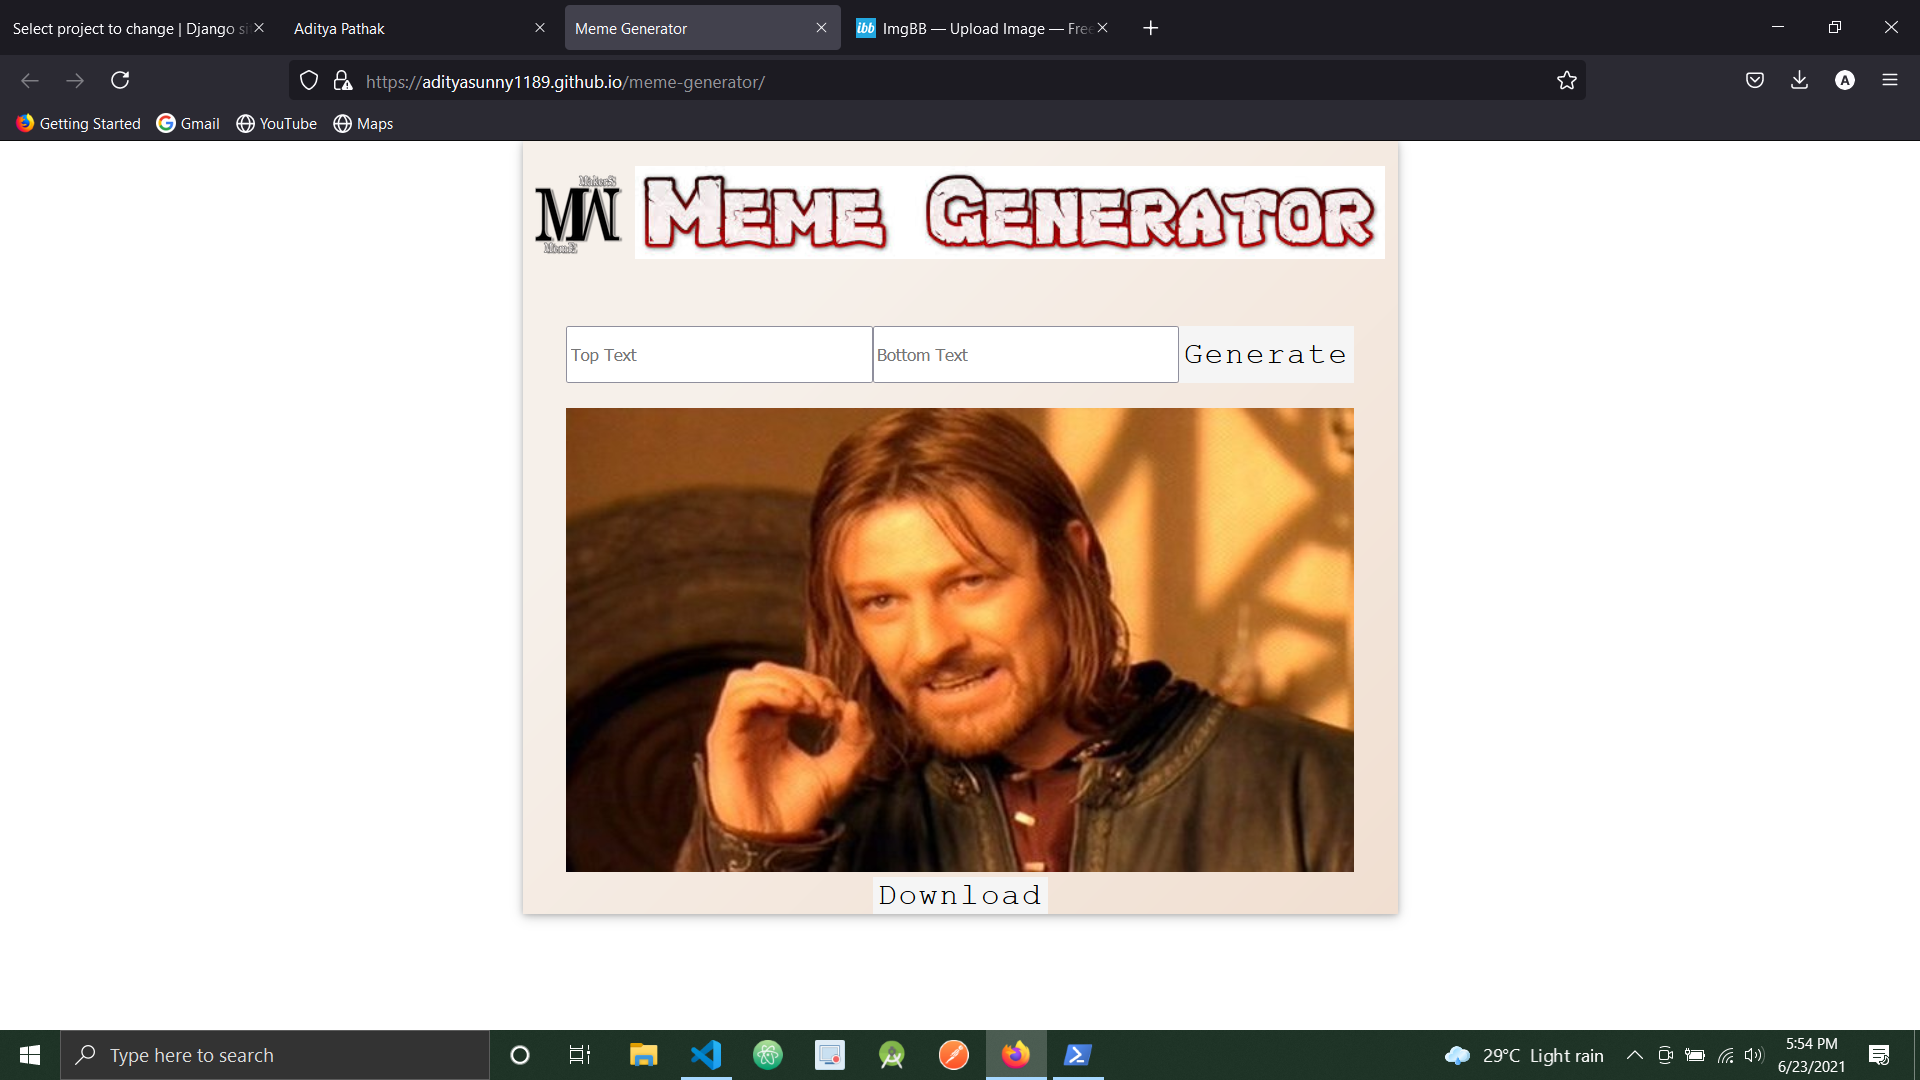 Select project to change | Django si
Aditya Pathak
Meme Generator
ibb ImgBB — Upload Image — Free
https://adityasunny1189.github.io/meme-generator/
A
Getting Started
Gmail
YouTube
Maps
MakerS
MW
MemeS
Meme Generator
Top Text
Bottom Text
Generate
Download
Type here to search
29°C Light rain
5:54 PM
6/23/2021